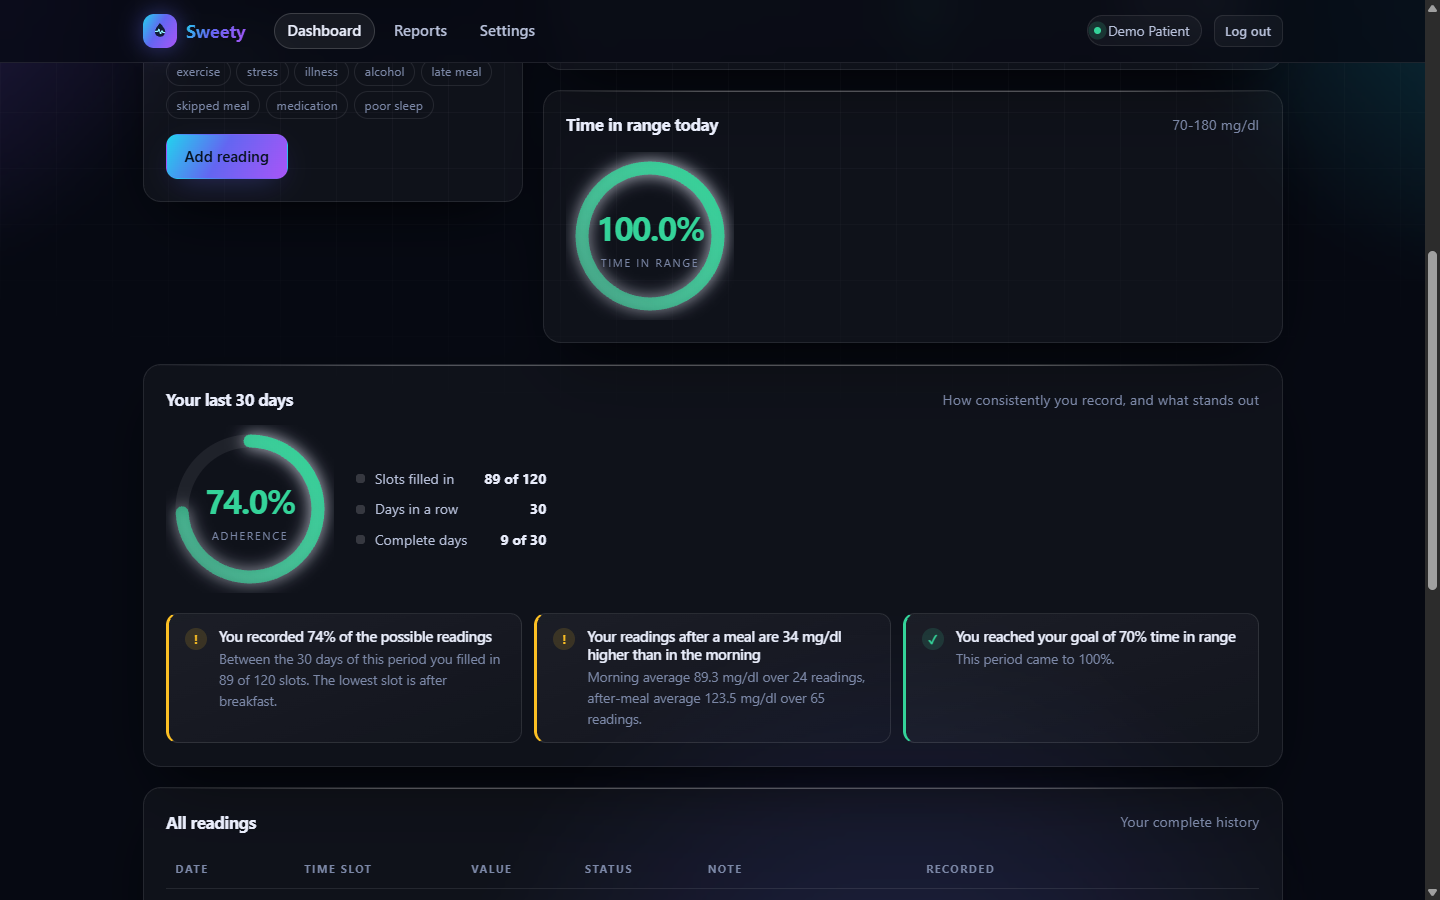 Sweety
Dashboard
Reports
Settings
Demo Patient
Log out
exercise
stress
illness
alcohol
late meal
skipped meal
medication
poor sleep
Add reading
Time in range today
70-180 mg/dl
100.0%
TIME IN RANGE
Your last 30 days
How consistently you record, and what stands out
74.0%
ADHERENCE
Slots filled in 89 of 120
Days in a row 30
Complete days 9 of 30
!
You recorded 74% of the possible readings
Between the 30 days of this period you filled in
89 of 120 slots. The lowest slot is after
breakfast.
!
Your readings after a meal are 34 mg/dl
higher than in the morning
Morning average 89.3 mg/dl over 24 readings,
after-meal average 123.5 mg/dl over 65
readings.
✓
You reached your goal of 70% time in range
This period came to 100%.
All readings
Your complete history
DATE TIME SLOT VALUE STATUS NOTE RECORDED